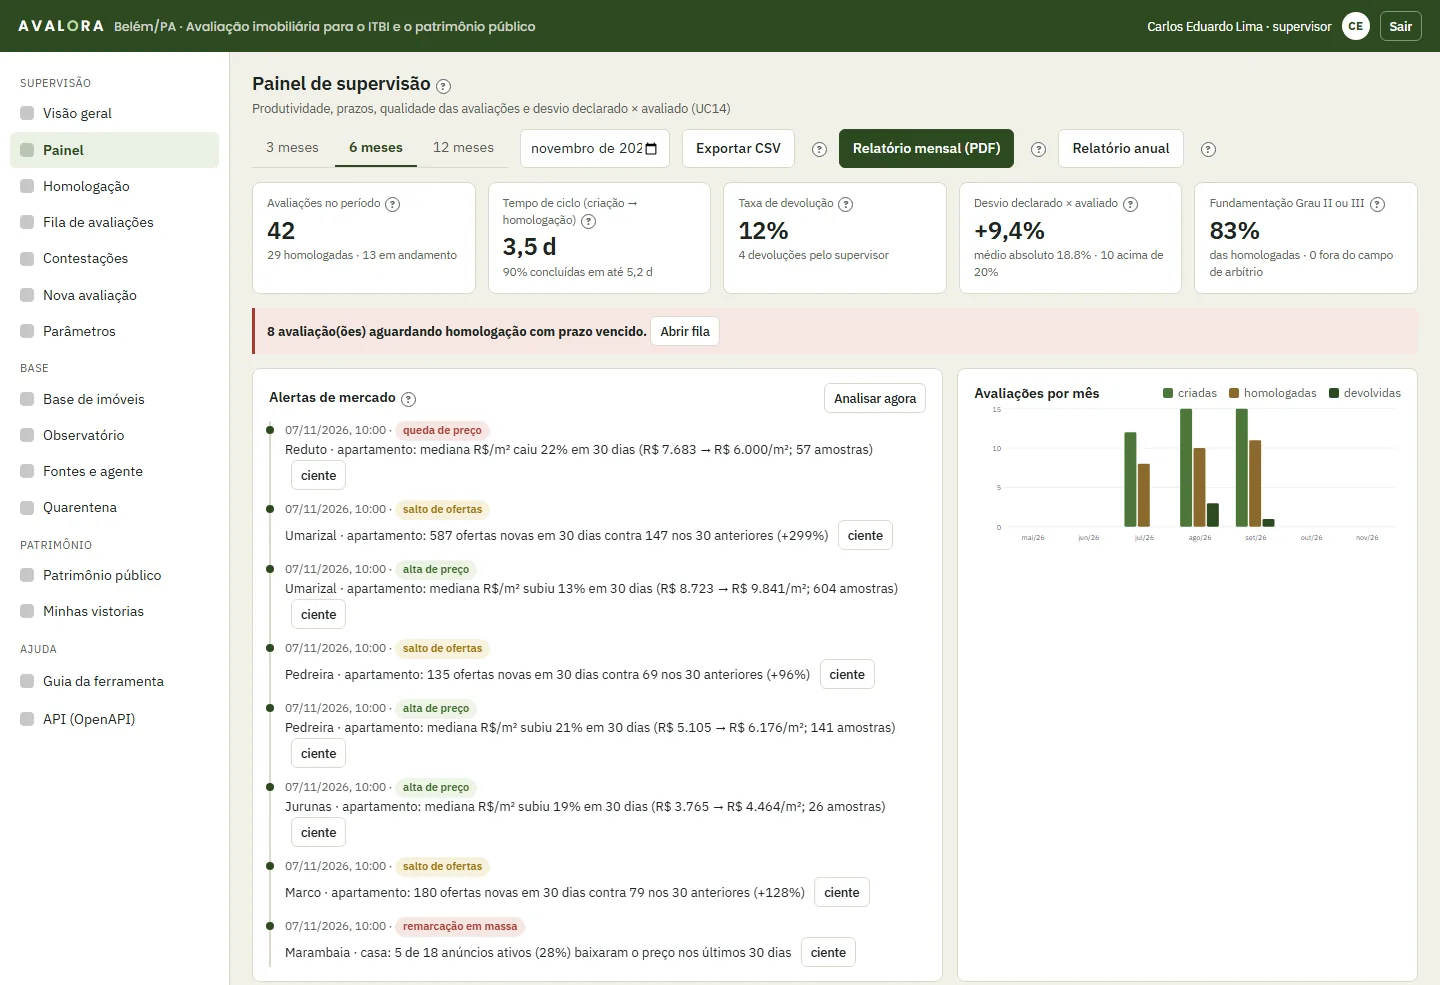 AVALORA Belém/PA · Avaliação imobiliária para o ITBI e o patrimônio público
Carlos Eduardo Lima · supervisor CE Sair
SUPERVISÃO
Visão geral
Painel
Homologação
Fila de avaliações
Contestações
Nova avaliação
Parâmetros
BASE
Base de imóveis
Observatório
Fontes e agente
Quarentena
PATRIMÔNIO
Patrimônio público
Minhas vistorias
AJUDA
Guia da ferramenta
API (OpenAPI)
Painel de supervisão ?
Produtividade, prazos, qualidade das avaliações e desvio declarado × avaliado (UC14)
3 meses 6 meses 12 meses novembro de 202 Exportar CSV ? Relatório mensal (PDF) ? Relatório anual ?
Avaliações no período ?
42
29 homologadas · 13 em andamento
Tempo de ciclo (criação →
homologação) ?
3,5 d
90% concluídas em até 5,2 d
Taxa de devolução ?
12%
4 devoluções pelo supervisor
Desvio declarado × avaliado ?
+9,4%
médio absoluto 18.8% · 10 acima de
20%
Fundamentação Grau II ou III ?
83%
das homologadas · 0 fora do campo
de arbítrio
8 avaliação(ões) aguardando homologação com prazo vencido. Abrir fila
Alertas de mercado ? Analisar agora
07/11/2026, 10:00 · queda de preço
Reduto · apartamento: mediana R$/m² caiu 22% em 30 dias (R$ 7.683 → R$ 6.000/m²; 57 amostras)
ciente
07/11/2026, 10:00 · salto de ofertas
Umarizal · apartamento: 587 ofertas novas em 30 dias contra 147 nos 30 anteriores (+299%) ciente
07/11/2026, 10:00 · alta de preço
Umarizal · apartamento: mediana R$/m² subiu 13% em 30 dias (R$ 8.723 → R$ 9.841/m²; 604 amostras)
ciente
07/11/2026, 10:00 · salto de ofertas
Pedreira · apartamento: 135 ofertas novas em 30 dias contra 69 nos 30 anteriores (+96%) ciente
07/11/2026, 10:00 · alta de preço
Pedreira · apartamento: mediana R$/m² subiu 21% em 30 dias (R$ 5.105 → R$ 6.176/m²; 141 amostras)
ciente
07/11/2026, 10:00 · alta de preço
Jurunas · apartamento: mediana R$/m² subiu 19% em 30 dias (R$ 3.765 → R$ 4.464/m²; 26 amostras)
ciente
07/11/2026, 10:00 · salto de ofertas
Marco · apartamento: 180 ofertas novas em 30 dias contra 79 nos 30 anteriores (+128%) ciente
07/11/2026, 10:00 · remarcação em massa
Marambaia · casa: 5 de 18 anúncios ativos (28%) baixaram o preço nos últimos 30 dias ciente
Avaliações por mês criadas homologadas devolvidas
15
10
5
0
mai/26 jun/26 jul/26 ago/26 set/26 out/26 nov/26